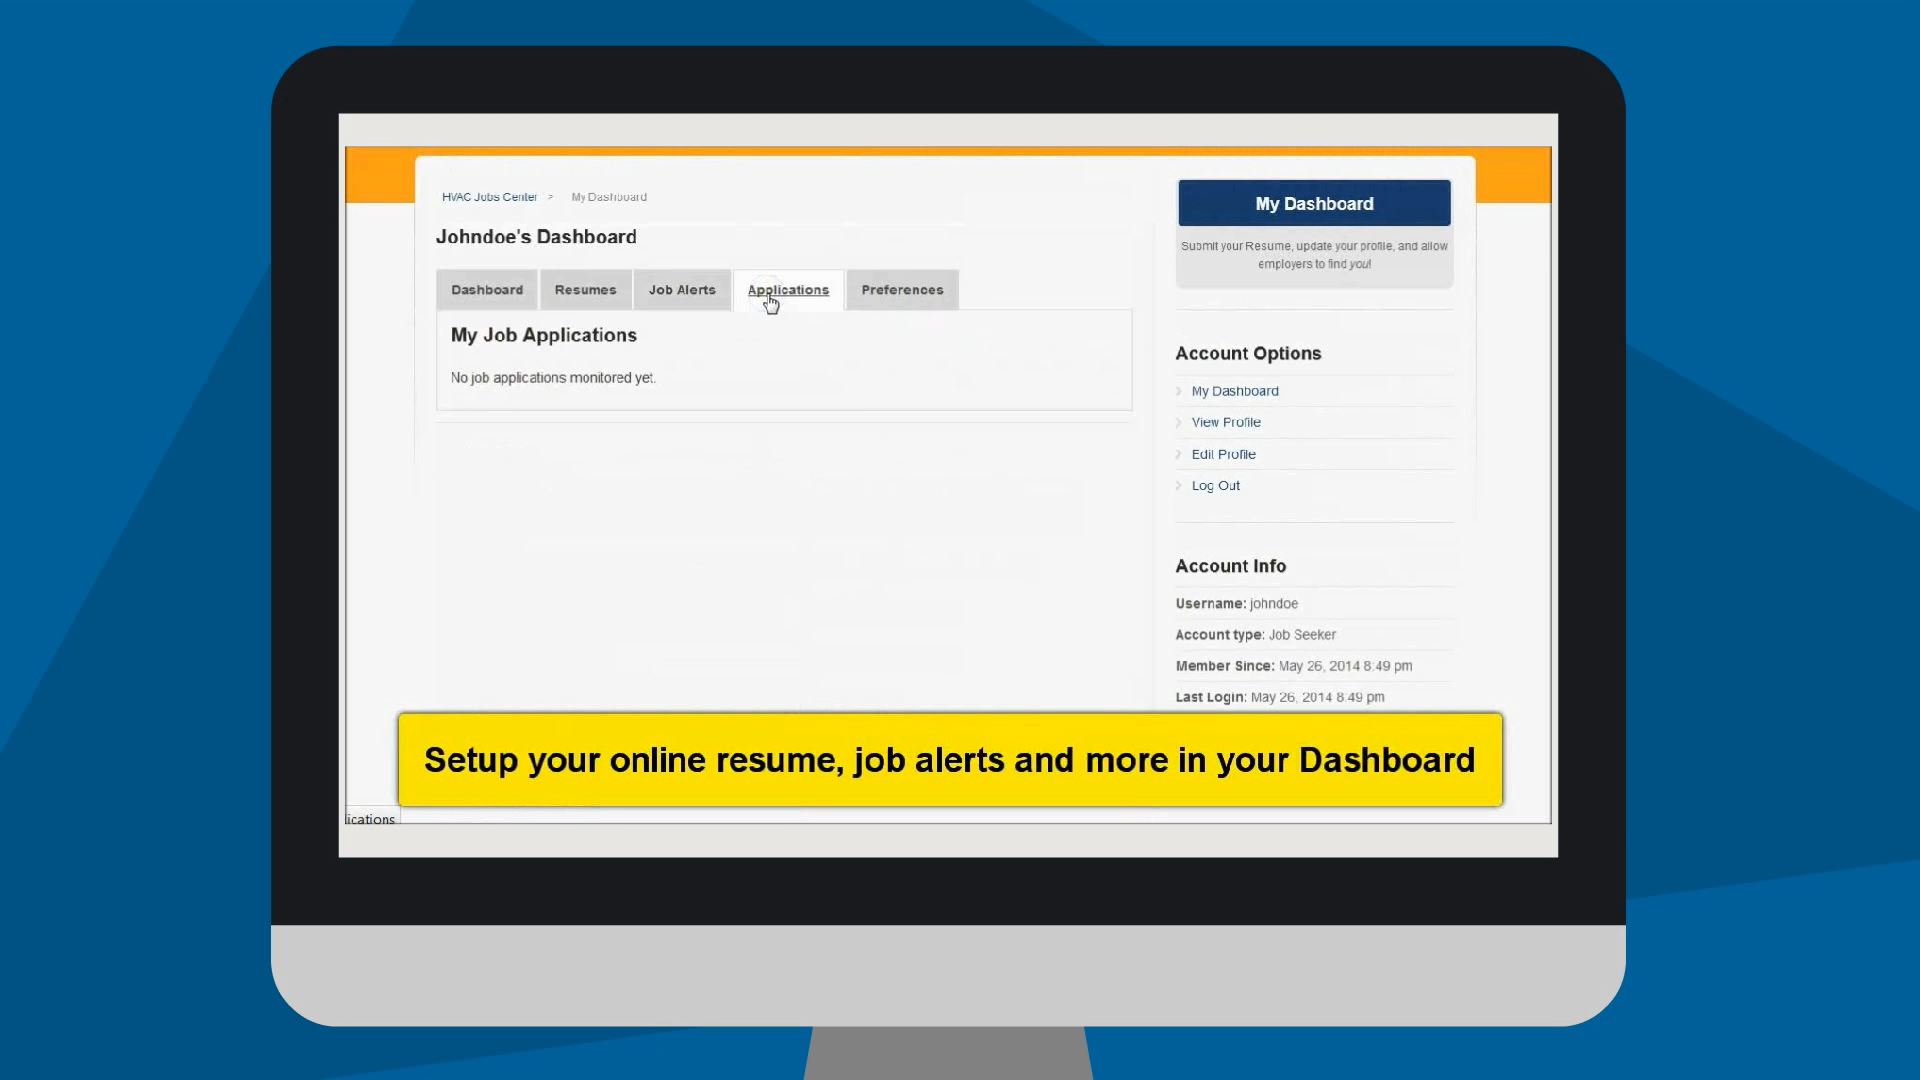 HVAC Jobs Center > My Dashboard
Johndoe's Dashboard
Dashboard Resumes Job Alerts Applications Preferences
My Job Applications
No job applications monitored yet.
My Dashboard
Submit your Resume, update your profile, and allow
employers to find you!
Account Options
My Dashboard
View Profile
Edit Profile
Log Out
Account Info
Username: johndoe
Account type: Job Seeker
Member Since: May 26, 2014 8:49 pm
Last Login: May 26, 2014 8:49 pm
Setup your online resume, job alerts and more in your Dashboard
ications